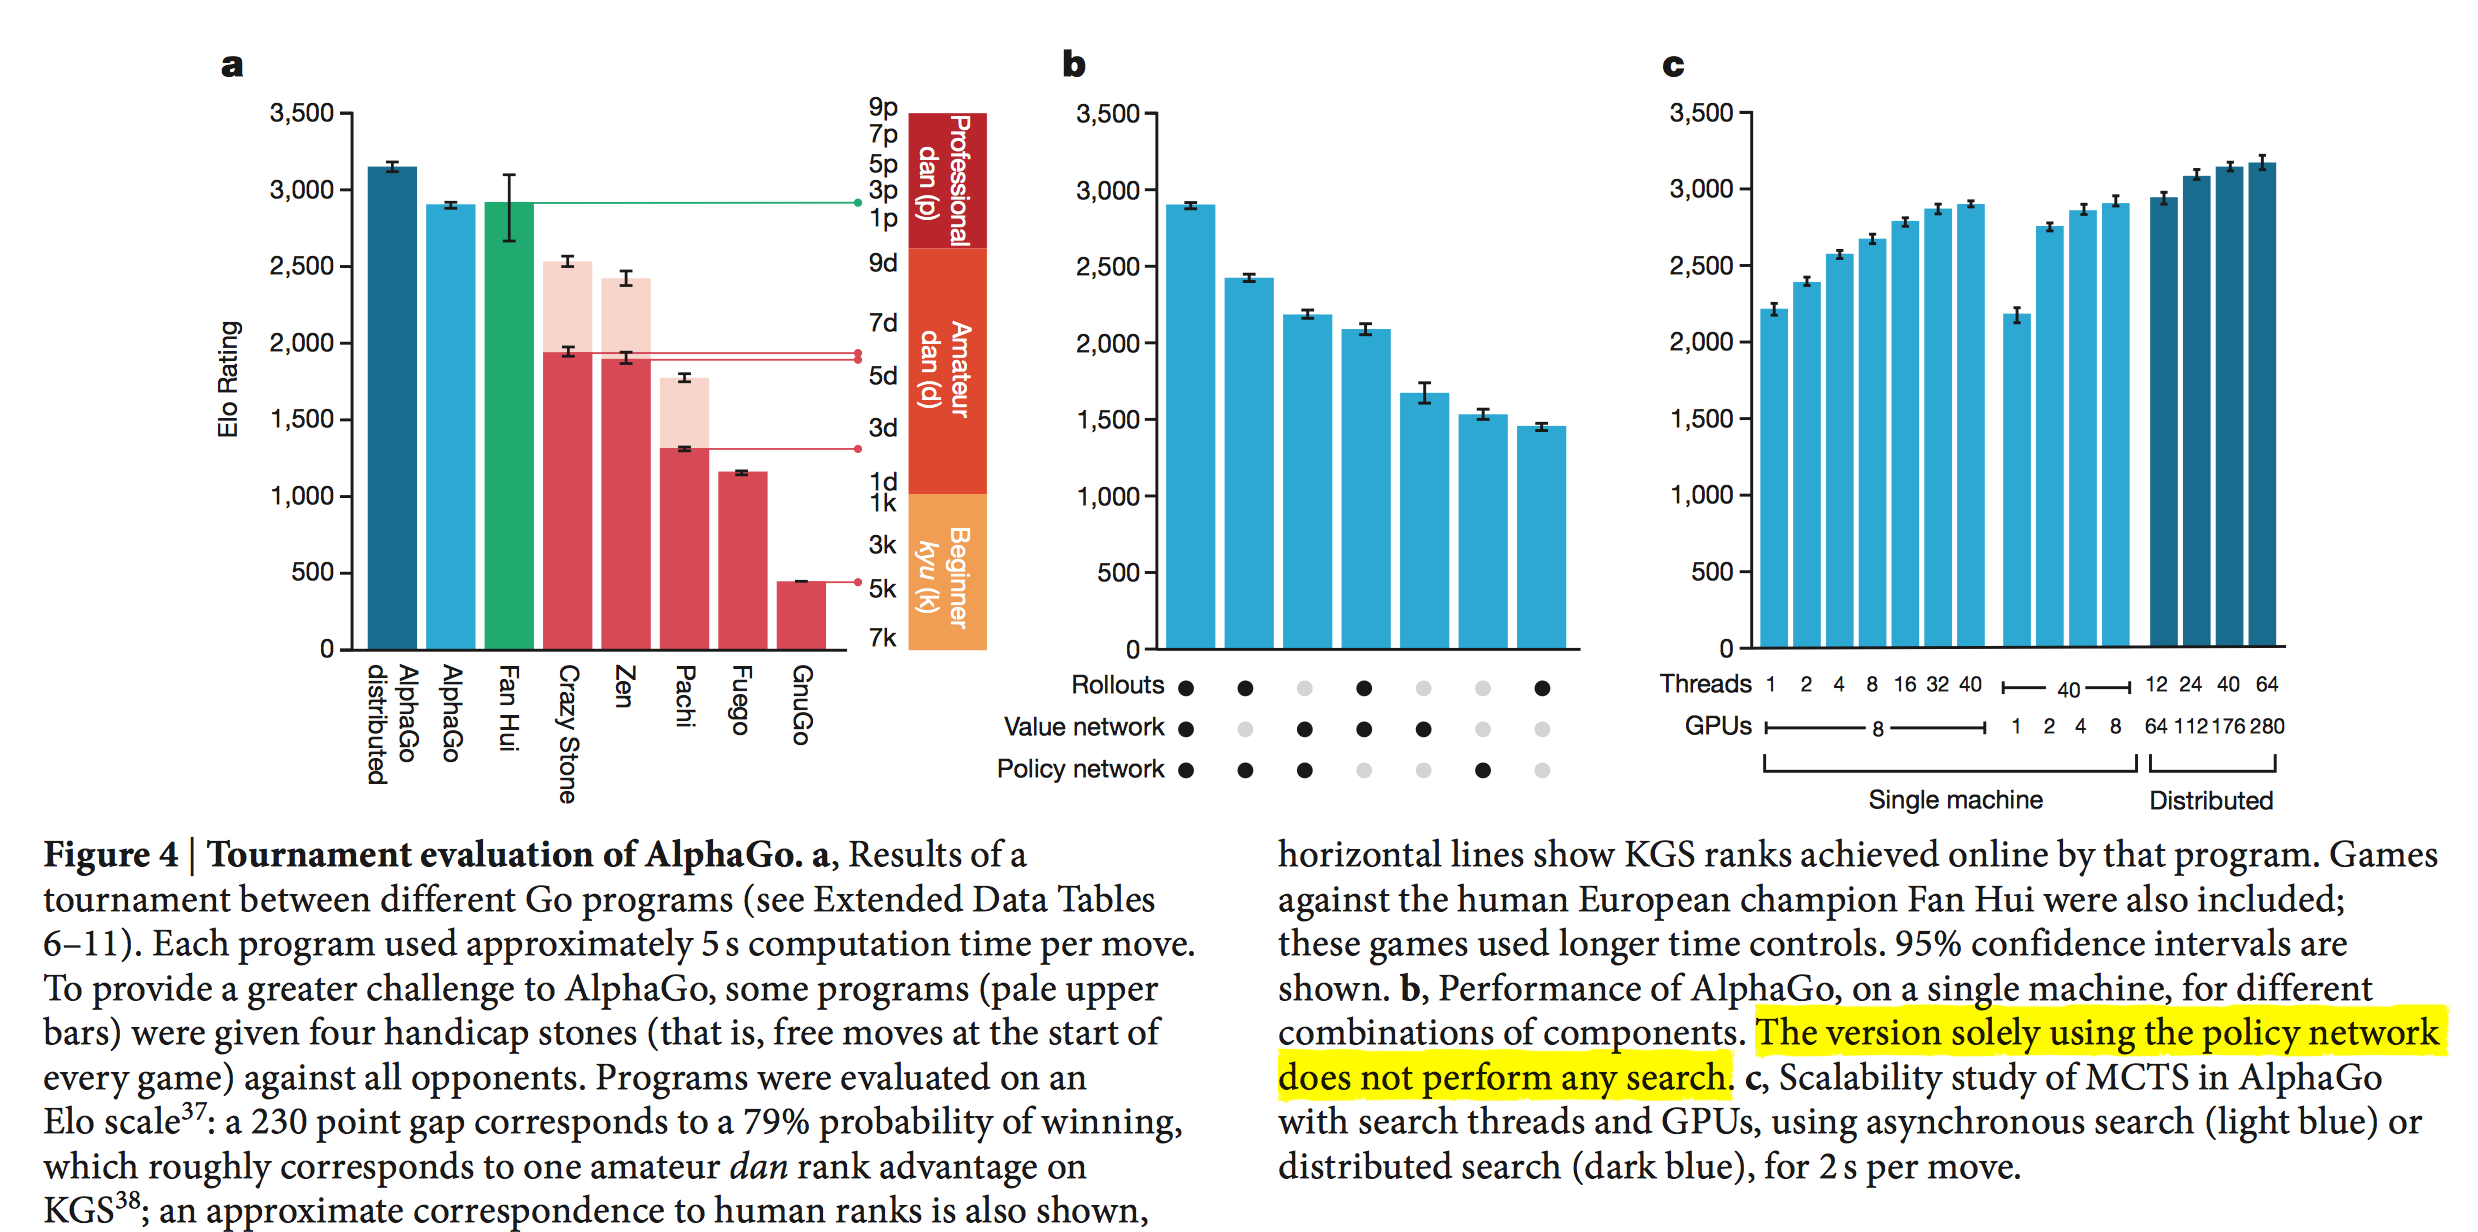 a
3,500
3,000
2,500
2,000
1,500
1,000
500
0
Elo Rating
AlphaGo
distributed
AlphaGo
Fan Hui
Crazy Stone
Zen
Pachi
Fuego
GnuGo
9p
7p
5p
3p
1p
9d
7d
5d
3d
1d
1k
3k
5k
7k
Professional
dan (p)
Amateur
dan (d)
Beginner
kyu (k)
b
3,500
3,000
2,500
2,000
1,500
1,000
500
0
Rollouts
Value network
Policy network
c
3,500
3,000
2,500
2,000
1,500
1,000
500
0
Threads 1 2 4 8 16 32 40 40 12 24 40 64
GPUs 8 1 2 4 8 64 112 176 280
Single machine Distributed
Figure 4 | Tournament evaluation of AlphaGo. a, Results of a
tournament between different Go programs (see Extended Data Tables
6–11). Each program used approximately 5 s computation time per move.
To provide a greater challenge to AlphaGo, some programs (pale upper
bars) were given four handicap stones (that is, free moves at the start of
every game) against all opponents. Programs were evaluated on an
Elo scale37: a 230 point gap corresponds to a 79% probability of winning,
which roughly corresponds to one amateur dan rank advantage on
KGS38; an approximate correspondence to human ranks is also shown,
horizontal lines show KGS ranks achieved online by that program. Games
against the human European champion Fan Hui were also included;
these games used longer time controls. 95% confidence intervals are
shown. b, Performance of AlphaGo, on a single machine, for different
combinations of components. The version solely using the policy network
does not perform any search. c, Scalability study of MCTS in AlphaGo
with search threads and GPUs, using asynchronous search (light blue) or
distributed search (dark blue), for 2 s per move.